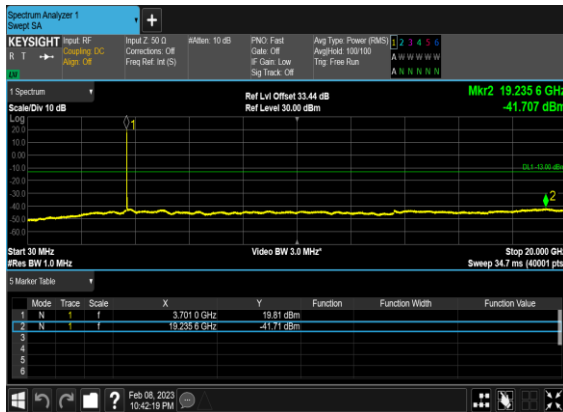 Spectrum Analyzer 1
Swept SA
+
KEYSIGHT Input: RF Input Z: 50 Ω #Atten: 10 dB PNO: Fast Avg Type: Power (RMS) 1 2 3 4 5 6
R T Coupling: DC Corrections: Off Gate: Off Avg|Hold: 100/100 A W W W W W
Align: Off Freq Ref: Int (S) IF Gain: Low Trig: Free Run
Sig Track: Off A N N N N N
1 Spectrum
Scale/Div 10 dB
Ref Lvl Offset 33.44 dB
Ref Level 30.00 dBm
Mkr2 19.235 6 GHz
-41.707 dBm
Log
20.0
10.0
0.00
-10.0
-20.0
-30.0
-40.0
-50.0
-60.0
1
DL1 -13.00 dBm
2
Start 30 MHz Video BW 3.0 MHz* Stop 20.000 GHz
#Res BW 1.0 MHz Sweep 34.7 ms (40001 pts)
5 Marker Table
Mode Trace Scale X Y Function Function Width Function Value
1 N 1 f 3.701 0 GHz 19.81 dBm
2 N 1 f 19.235 6 GHz -41.71 dBm
3
4
5
6
? Feb 08, 2023
10:42:19 PM